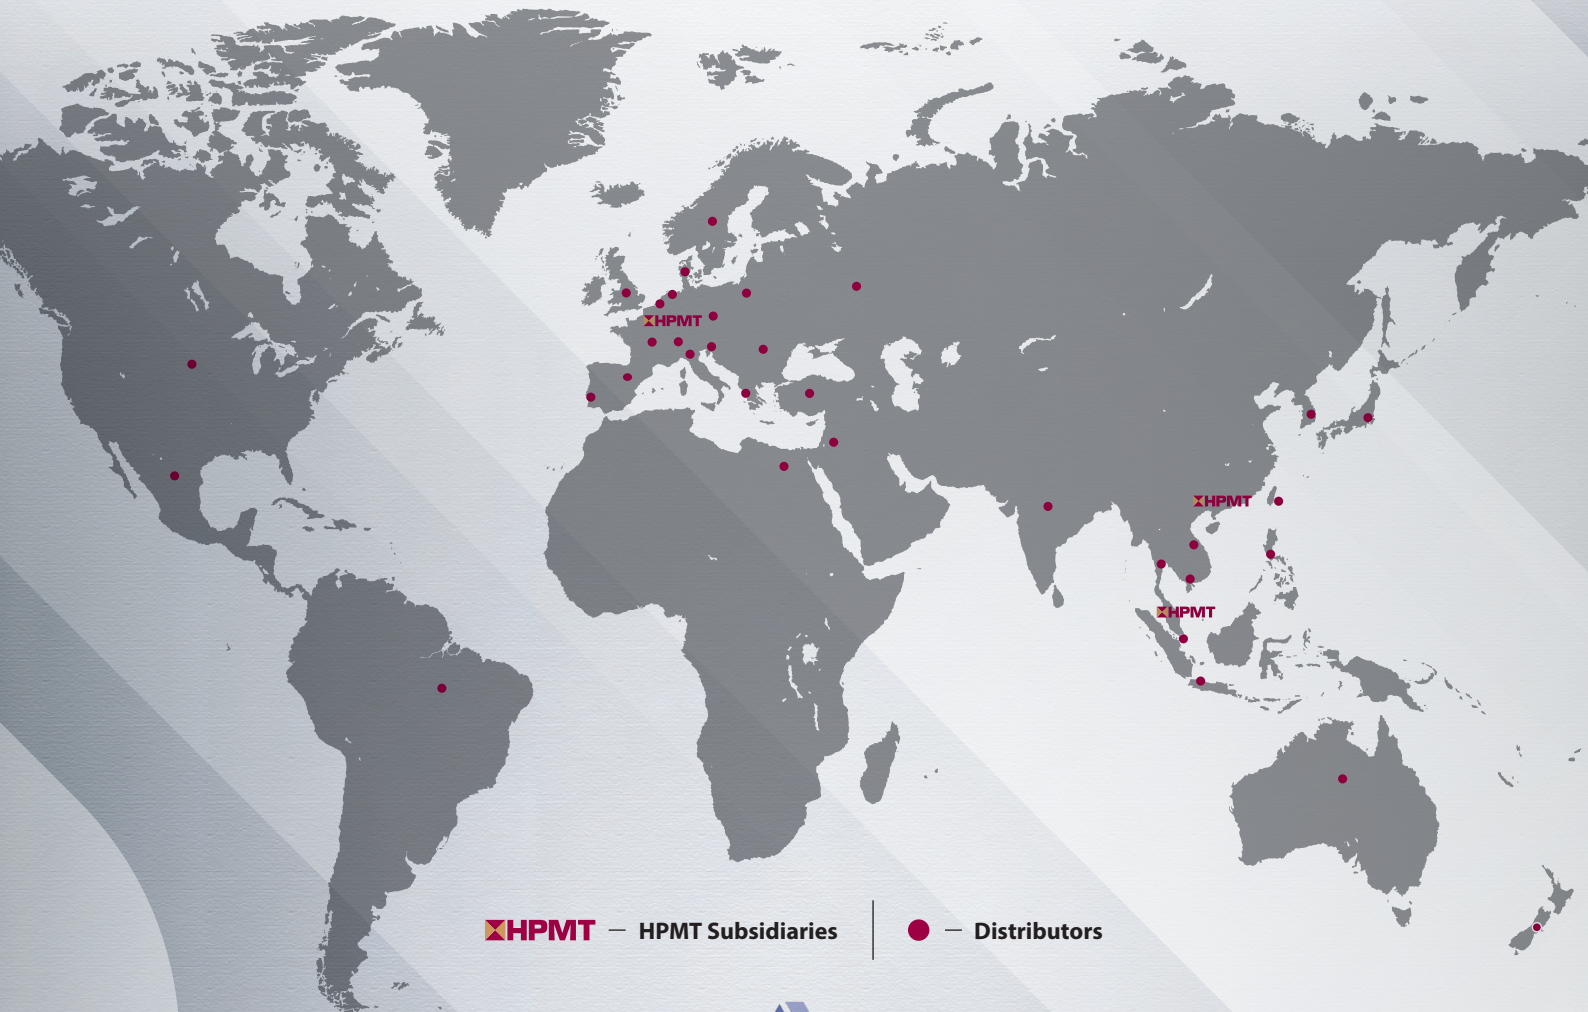 HPMT
HPMT
HPMT
HPMT — HPMT Subsidiaries
— Distributors